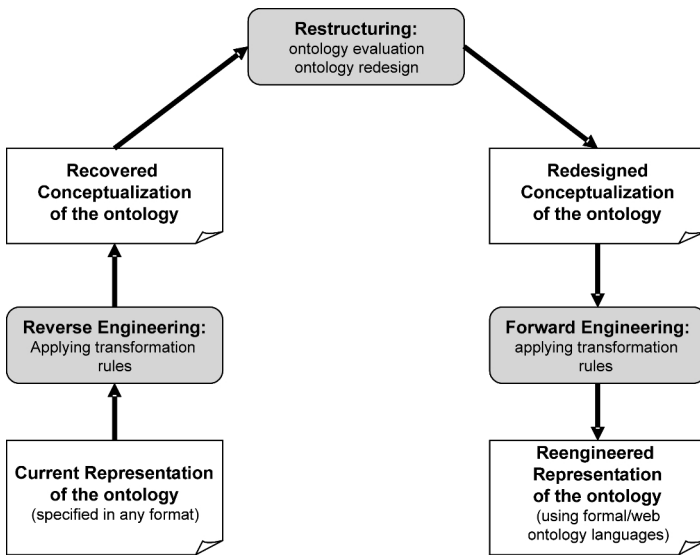 Restructuring:
ontology evaluation
ontology redesign
Recovered
Conceptualization
of the ontology
Redesigned
Conceptualization
of the ontology
Reverse Engineering:
Applying transformation
rules
Forward Engineering:
applying transformation
rules
Current Representation
of the ontology
(specified in any format)
Reengineered
Representation
of the ontology
(using formal/web
ontology languages)